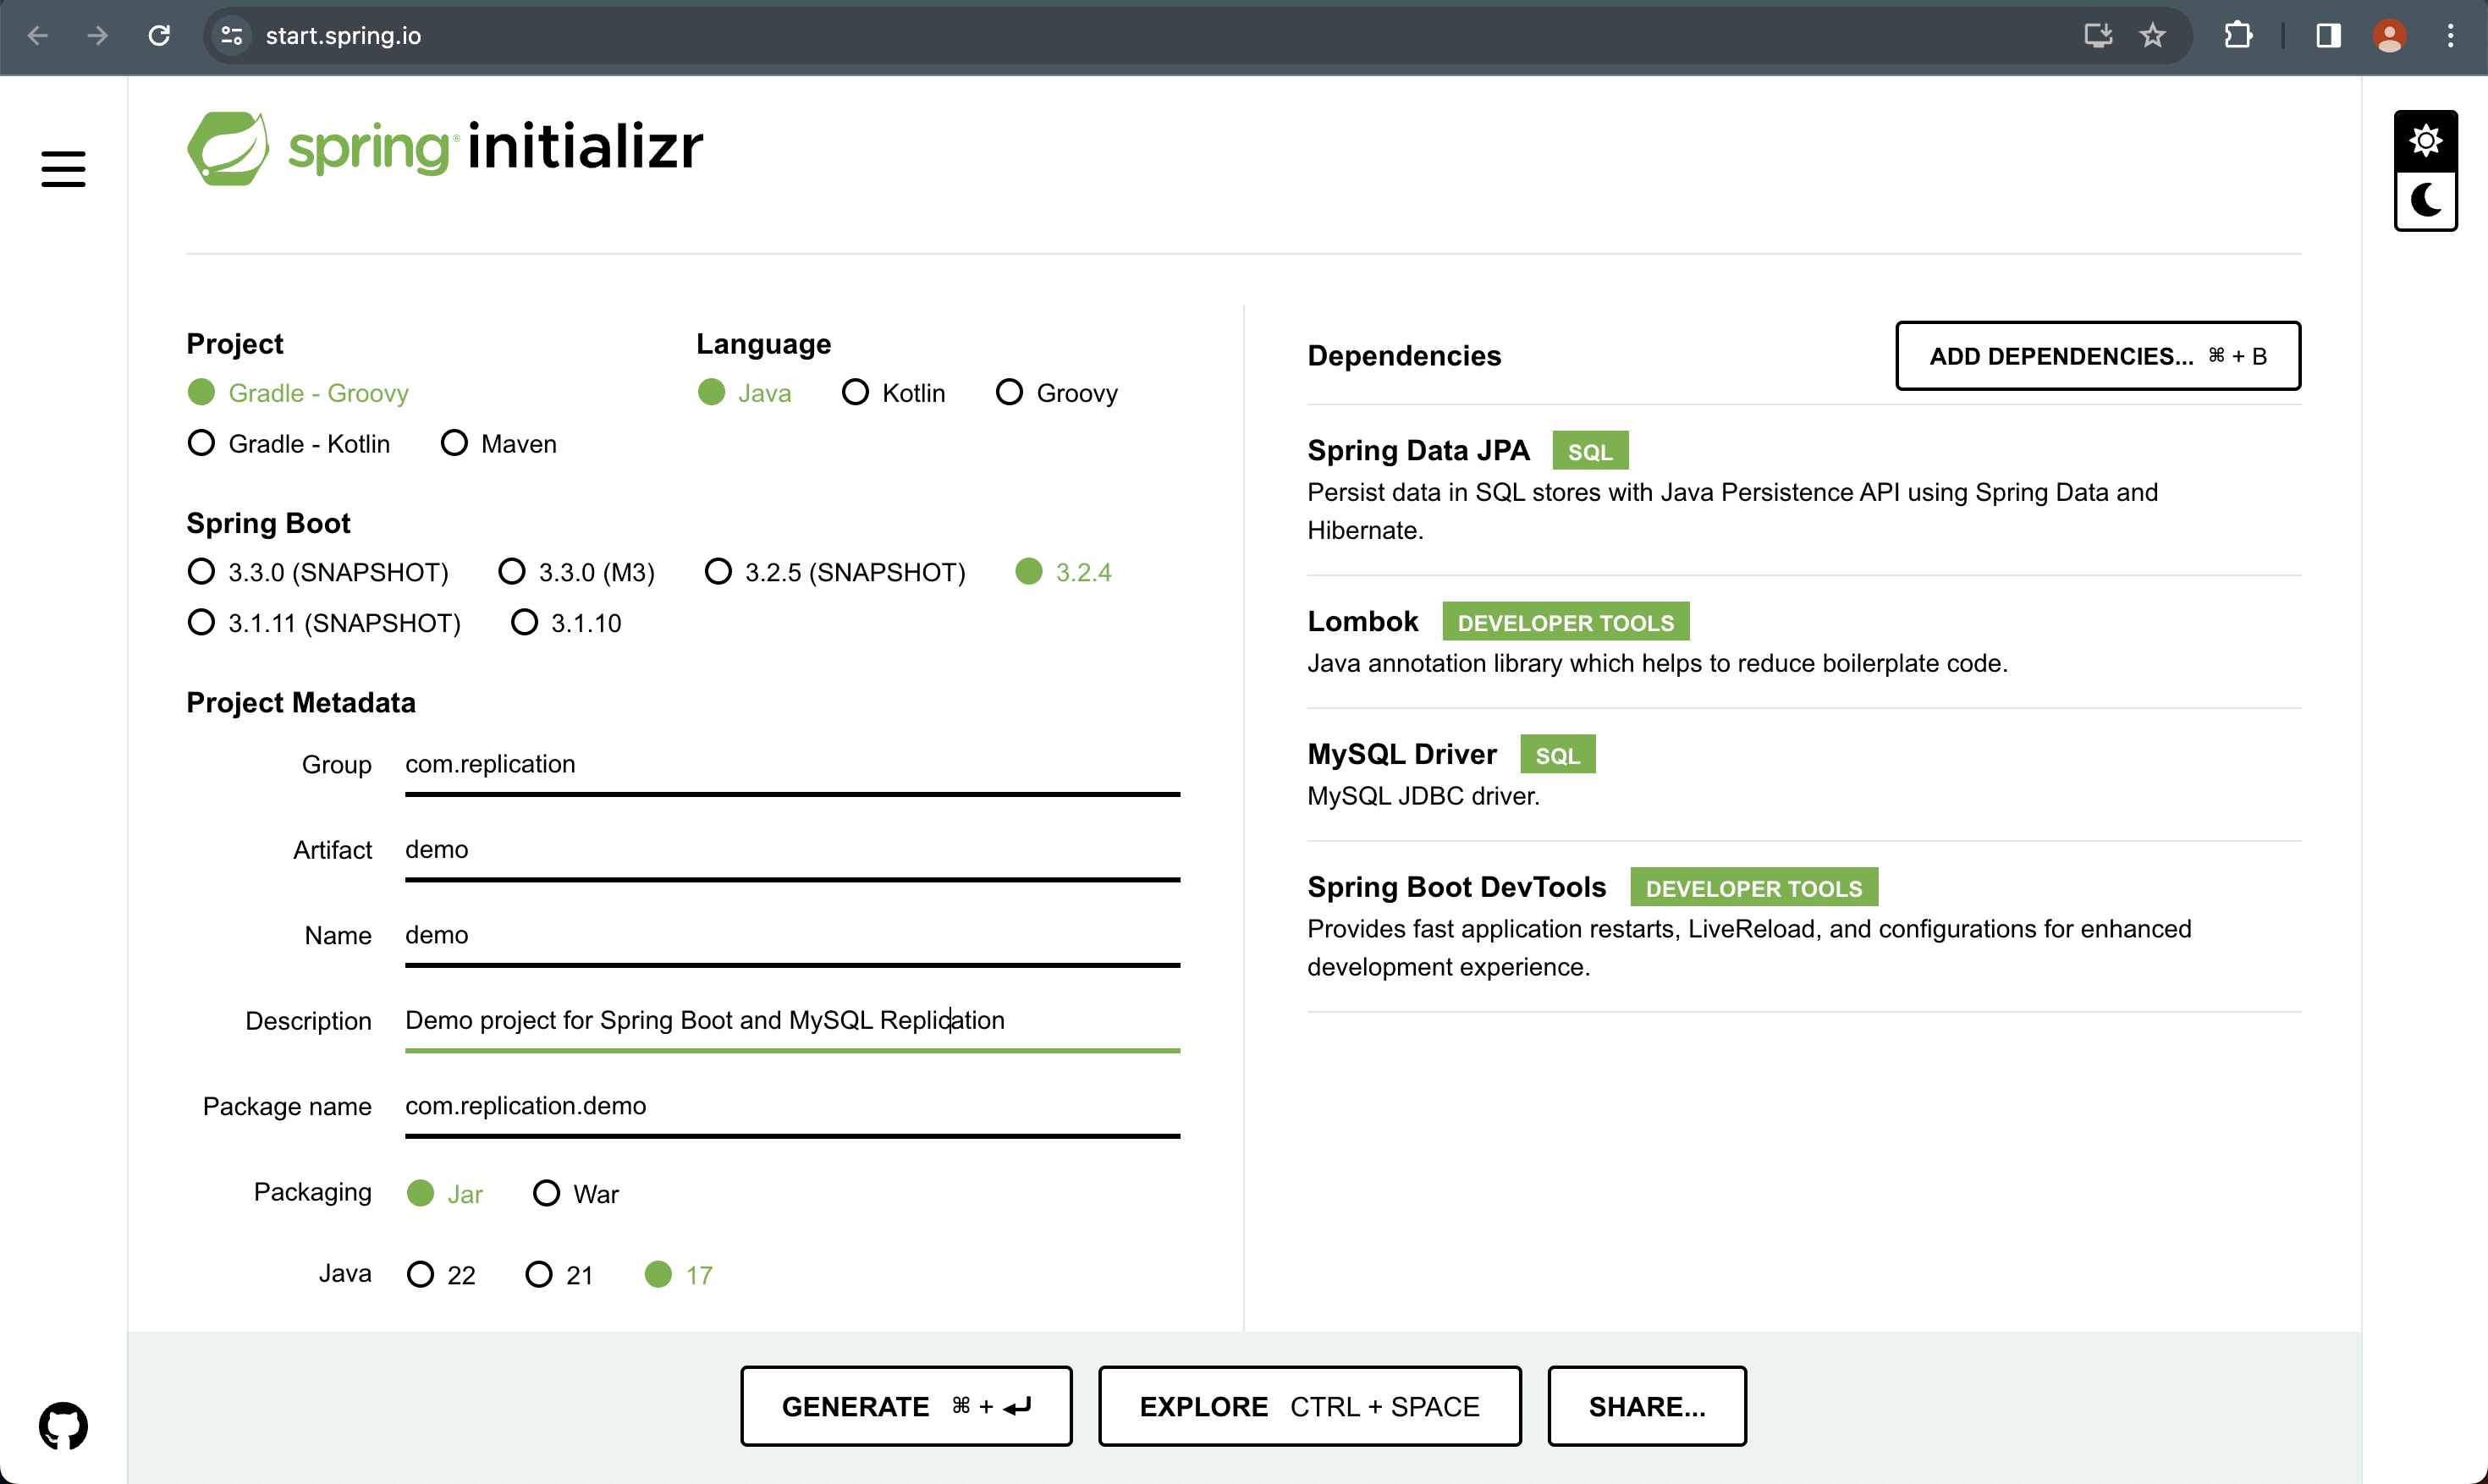 start.spring.io
spring® initializr
Project
Gradle - Groovy
Gradle - Kotlin Maven
Language
Java Kotlin Groovy
Spring Boot
3.3.0 (SNAPSHOT) 3.3.0 (M3) 3.2.5 (SNAPSHOT) 3.2.4
3.1.11 (SNAPSHOT) 3.1.10
Project Metadata
Group com.replication
Artifact demo
Name demo
Description Demo project for Spring Boot and MySQL Replication
Package name com.replication.demo
Packaging Jar War
Java 22 21 17
Dependencies ADD DEPENDENCIES... ⌘ + B
Spring Data JPA SQL
Persist data in SQL stores with Java Persistence API using Spring Data and
Hibernate.
Lombok DEVELOPER TOOLS
Java annotation library which helps to reduce boilerplate code.
MySQL Driver SQL
MySQL JDBC driver.
Spring Boot DevTools DEVELOPER TOOLS
Provides fast application restarts, LiveReload, and configurations for enhanced
development experience.
GENERATE ⌘ + ⏎ EXPLORE CTRL + SPACE SHARE...